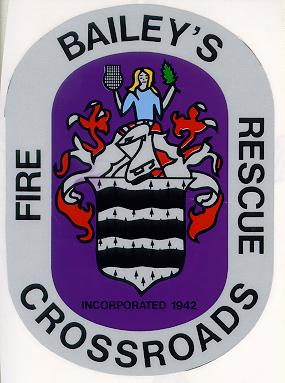 BAILEY'S
FIRE
RESCUE
INCORPORATED 1942
CROSSROADS